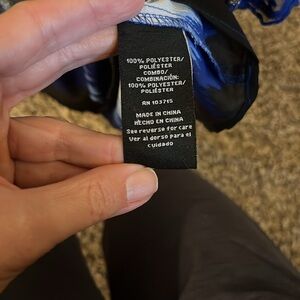 100% POLYESTER/
POLIÉSTER
COMBO/
COMBINACIÓN:
100% POLYESTER/
POLIÉSTER
RN 103715
MADE IN CHINA
HECHO EN CHINA
See reverse for care
Ver al dorso para el
cuidado